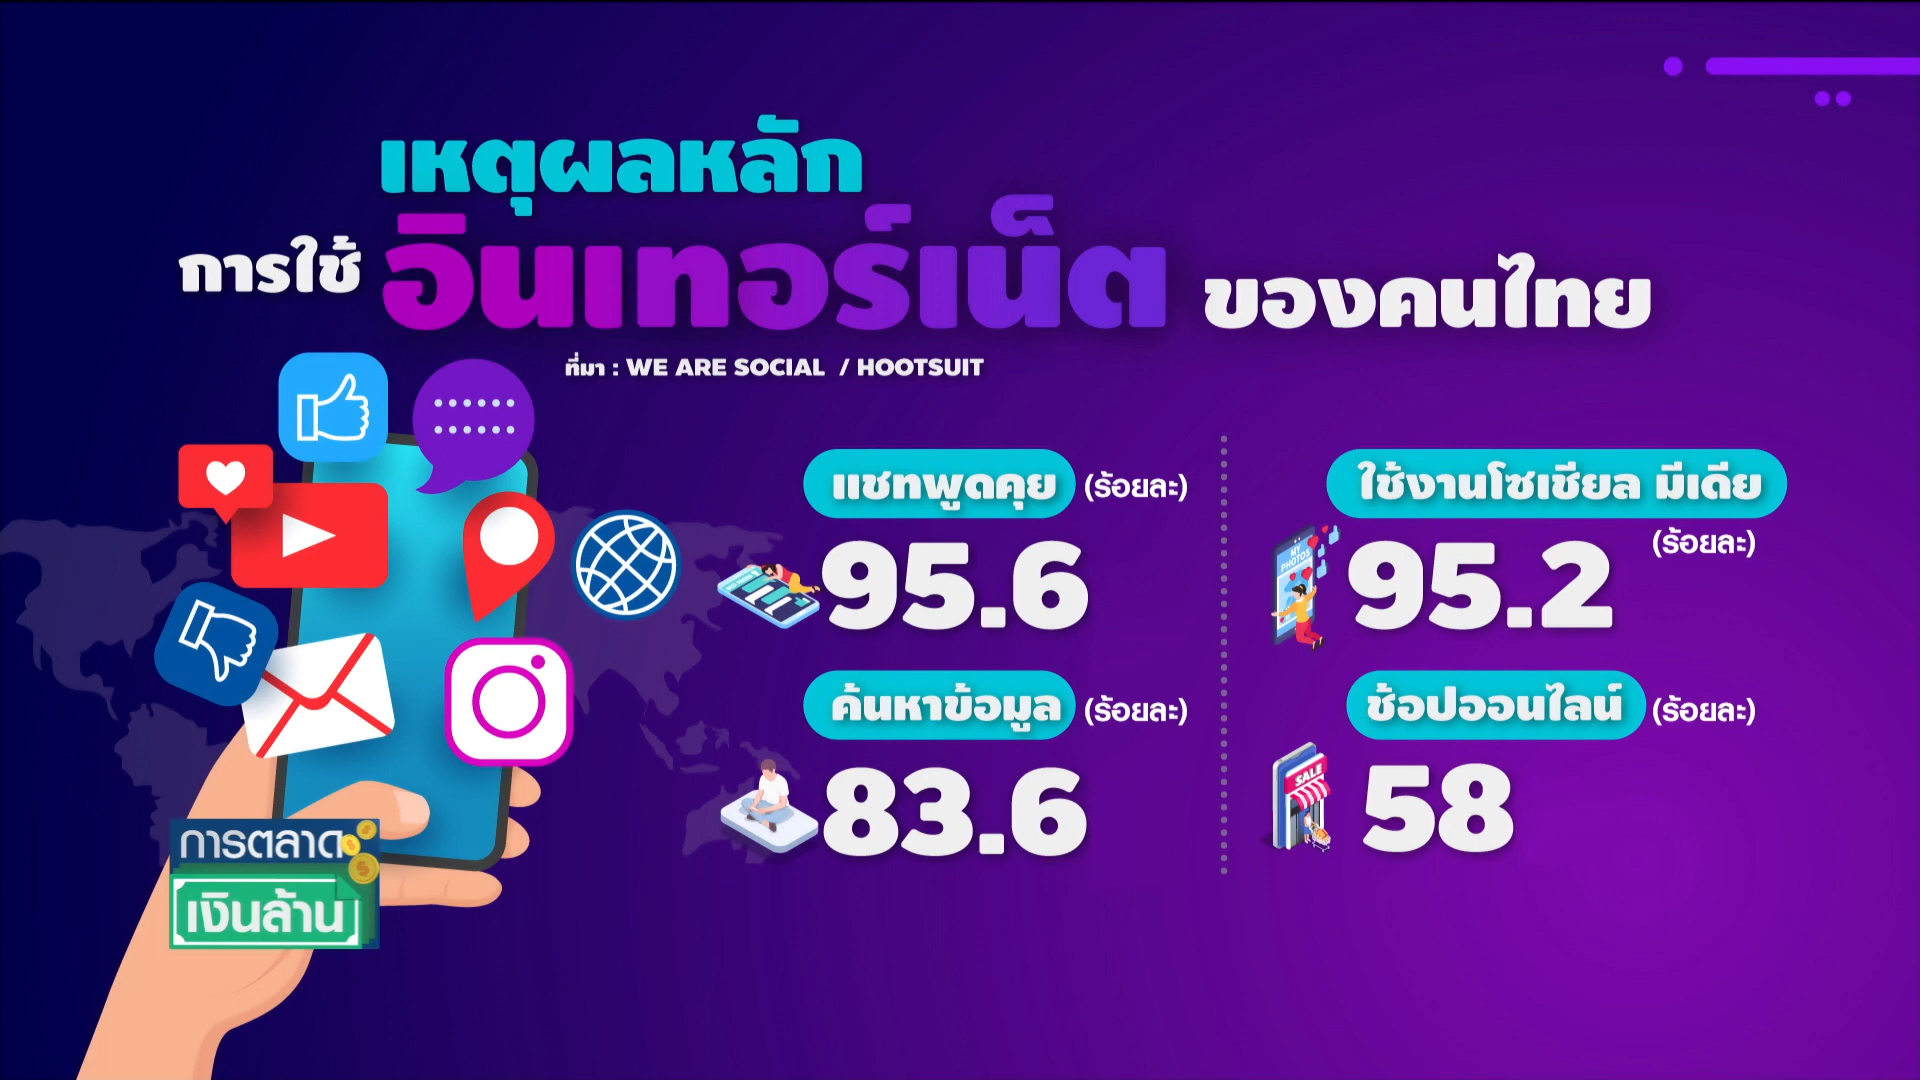 เหตุผลหลัก
การใช้ อินเทอร์เน็ต ของคนไทย
ที่มา : WE ARE SOCIAL / HOOTSUIT
แชทพูดคุย (ร้อยละ)
95.6
ใช้งานโซเชียล มีเดีย
(ร้อยละ)
MY
PHOTOS
95.2
ค้นหาข้อมูล (ร้อยละ)
83.6
ช้อปออนไลน์ (ร้อยละ)
SALE
58
การตลาด
เงินล้าน